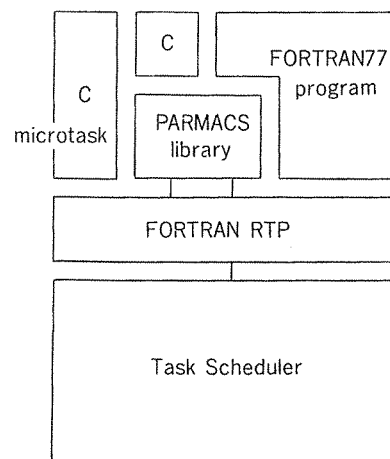 C
FORTRAN77
program
C
microtask
PARMACS
library
FORTRAN RTP
Task Scheduler